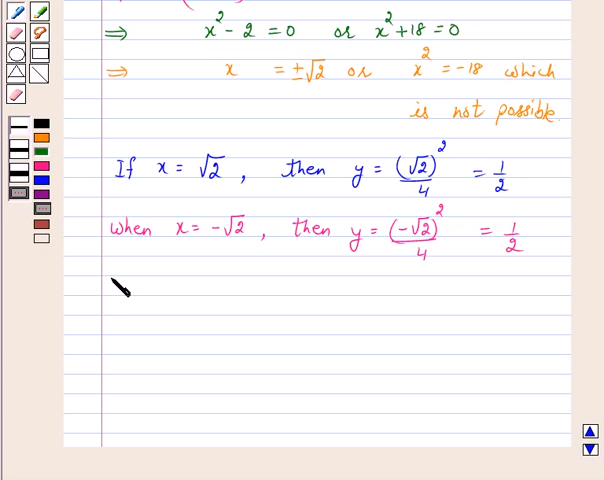 ⇒ x² - 2 = 0 or x² + 18 = 0
⇒ x = ±√2 or x² = -18 which
is not possible.
If x = √2, then y = (√2)²/4 = 1/2
When x = -√2, then y = (-√2)²/4 = 1/2